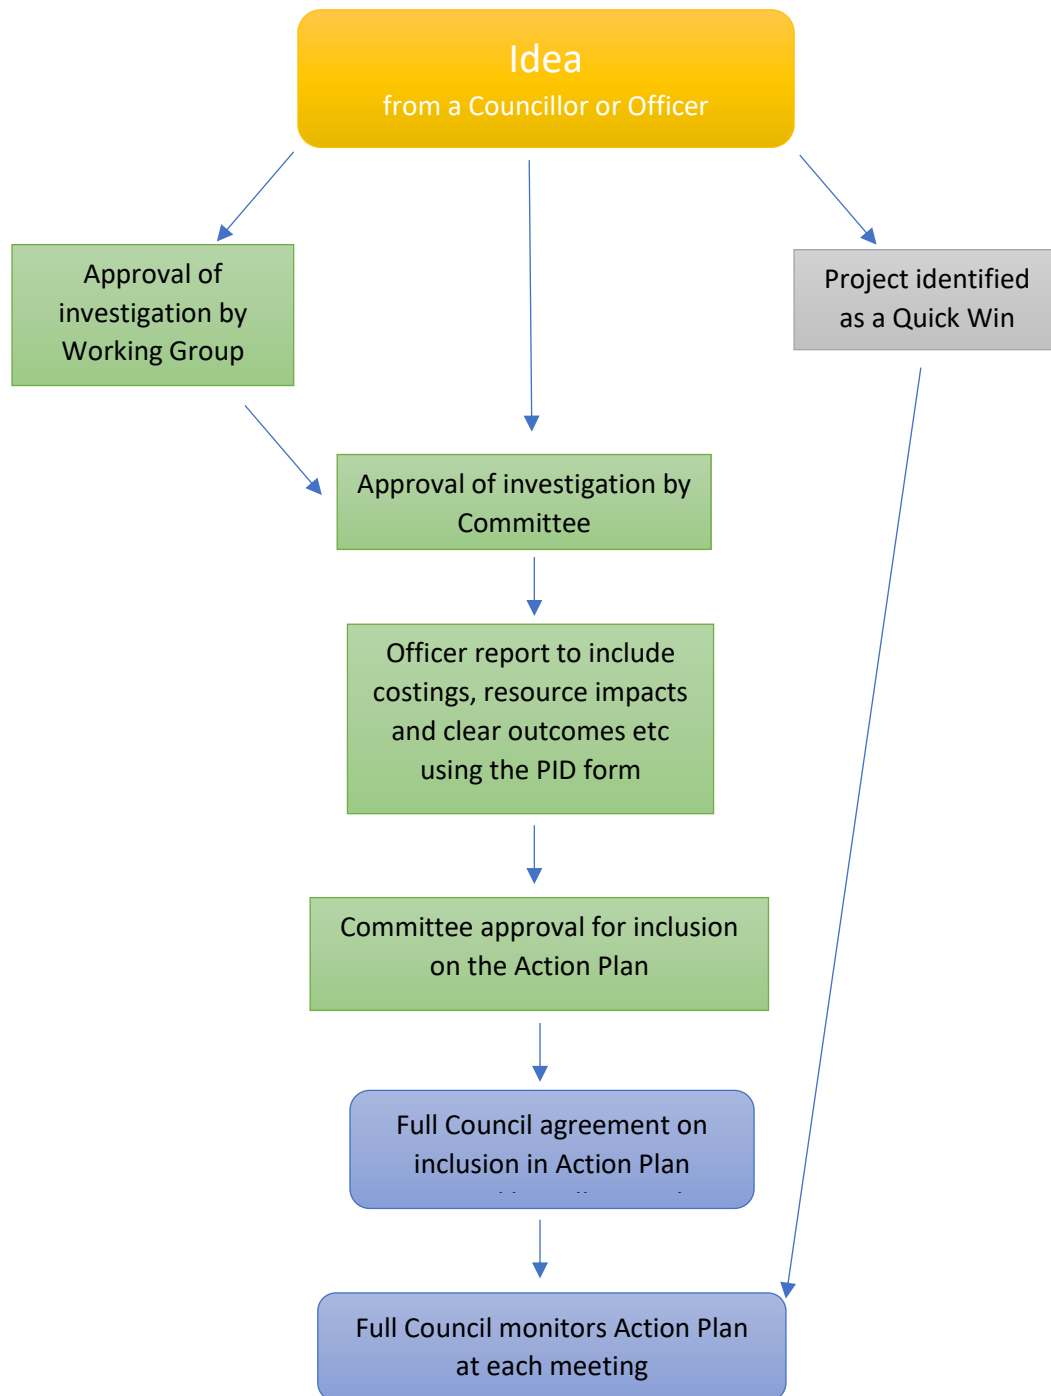 Idea
from a Councillor or Officer
Approval of
investigation by
Working Group
Project identified
as a Quick Win
Approval of investigation by
Committee
Officer report to include
costings, resource impacts
and clear outcomes etc
using the PID form
Committee approval for inclusion
on the Action Plan
Full Council agreement on
inclusion in Action Plan
Full Council monitors Action Plan
at each meeting